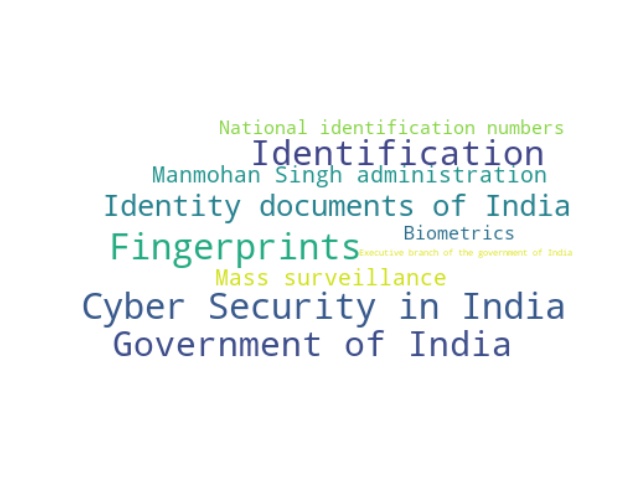 National identification numbers
Identification
Manmohan Singh administration
Identity documents of India
Biometrics
Fingerprints
Executive branch of the government of India
Mass surveillance
Cyber Security in India
Government of India